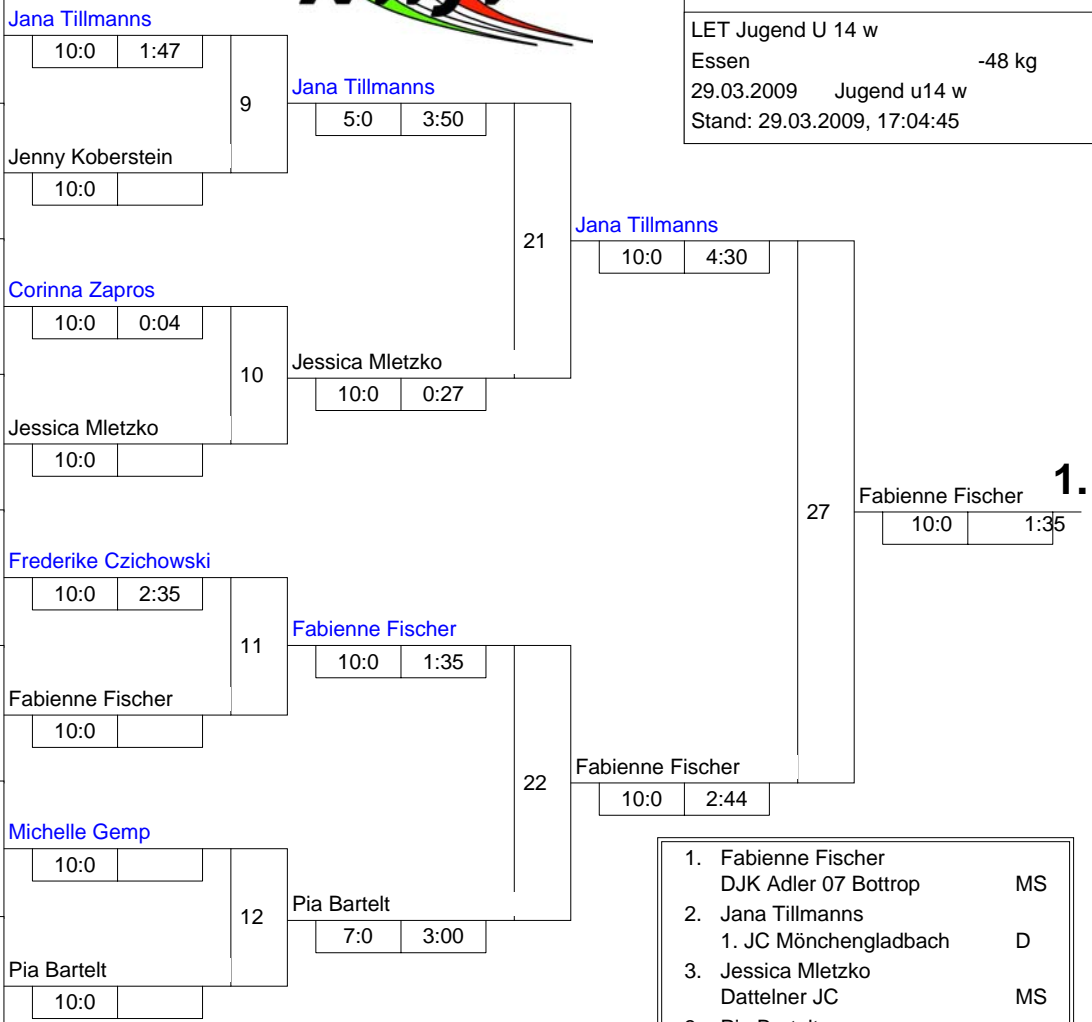 Jana Tillmanns
10:0 1:47
9
Jenny Koberstein
10:0
Corinna Zapros
10:0 0:04
10
Jessica Mletzko
10:0
Frederike Czichowski
10:0 2:35
11
Fabienne Fischer
10:0
Michelle Gemp
10:0
12
Pia Bartelt
10:0
Jana Tillmanns
5:0 3:50
21
Jessica Mletzko
10:0 0:27
Fabienne Fischer
10:0 1:35
22
Pia Bartelt
7:0 3:00
Jana Tillmanns
10:0 4:30
27
Fabienne Fischer
10:0 2:44
Fabienne Fischer 1.
10:0 1:35
LET Jugend U 14 w
Essen -48 kg
29.03.2009 Jugend u14 w
Stand: 29.03.2009, 17:04:45
1. Fabienne Fischer
DJK Adler 07 Bottrop MS
2. Jana Tillmanns
1. JC Mönchengladbach D
3. Jessica Mletzko
Dattelner JC MS